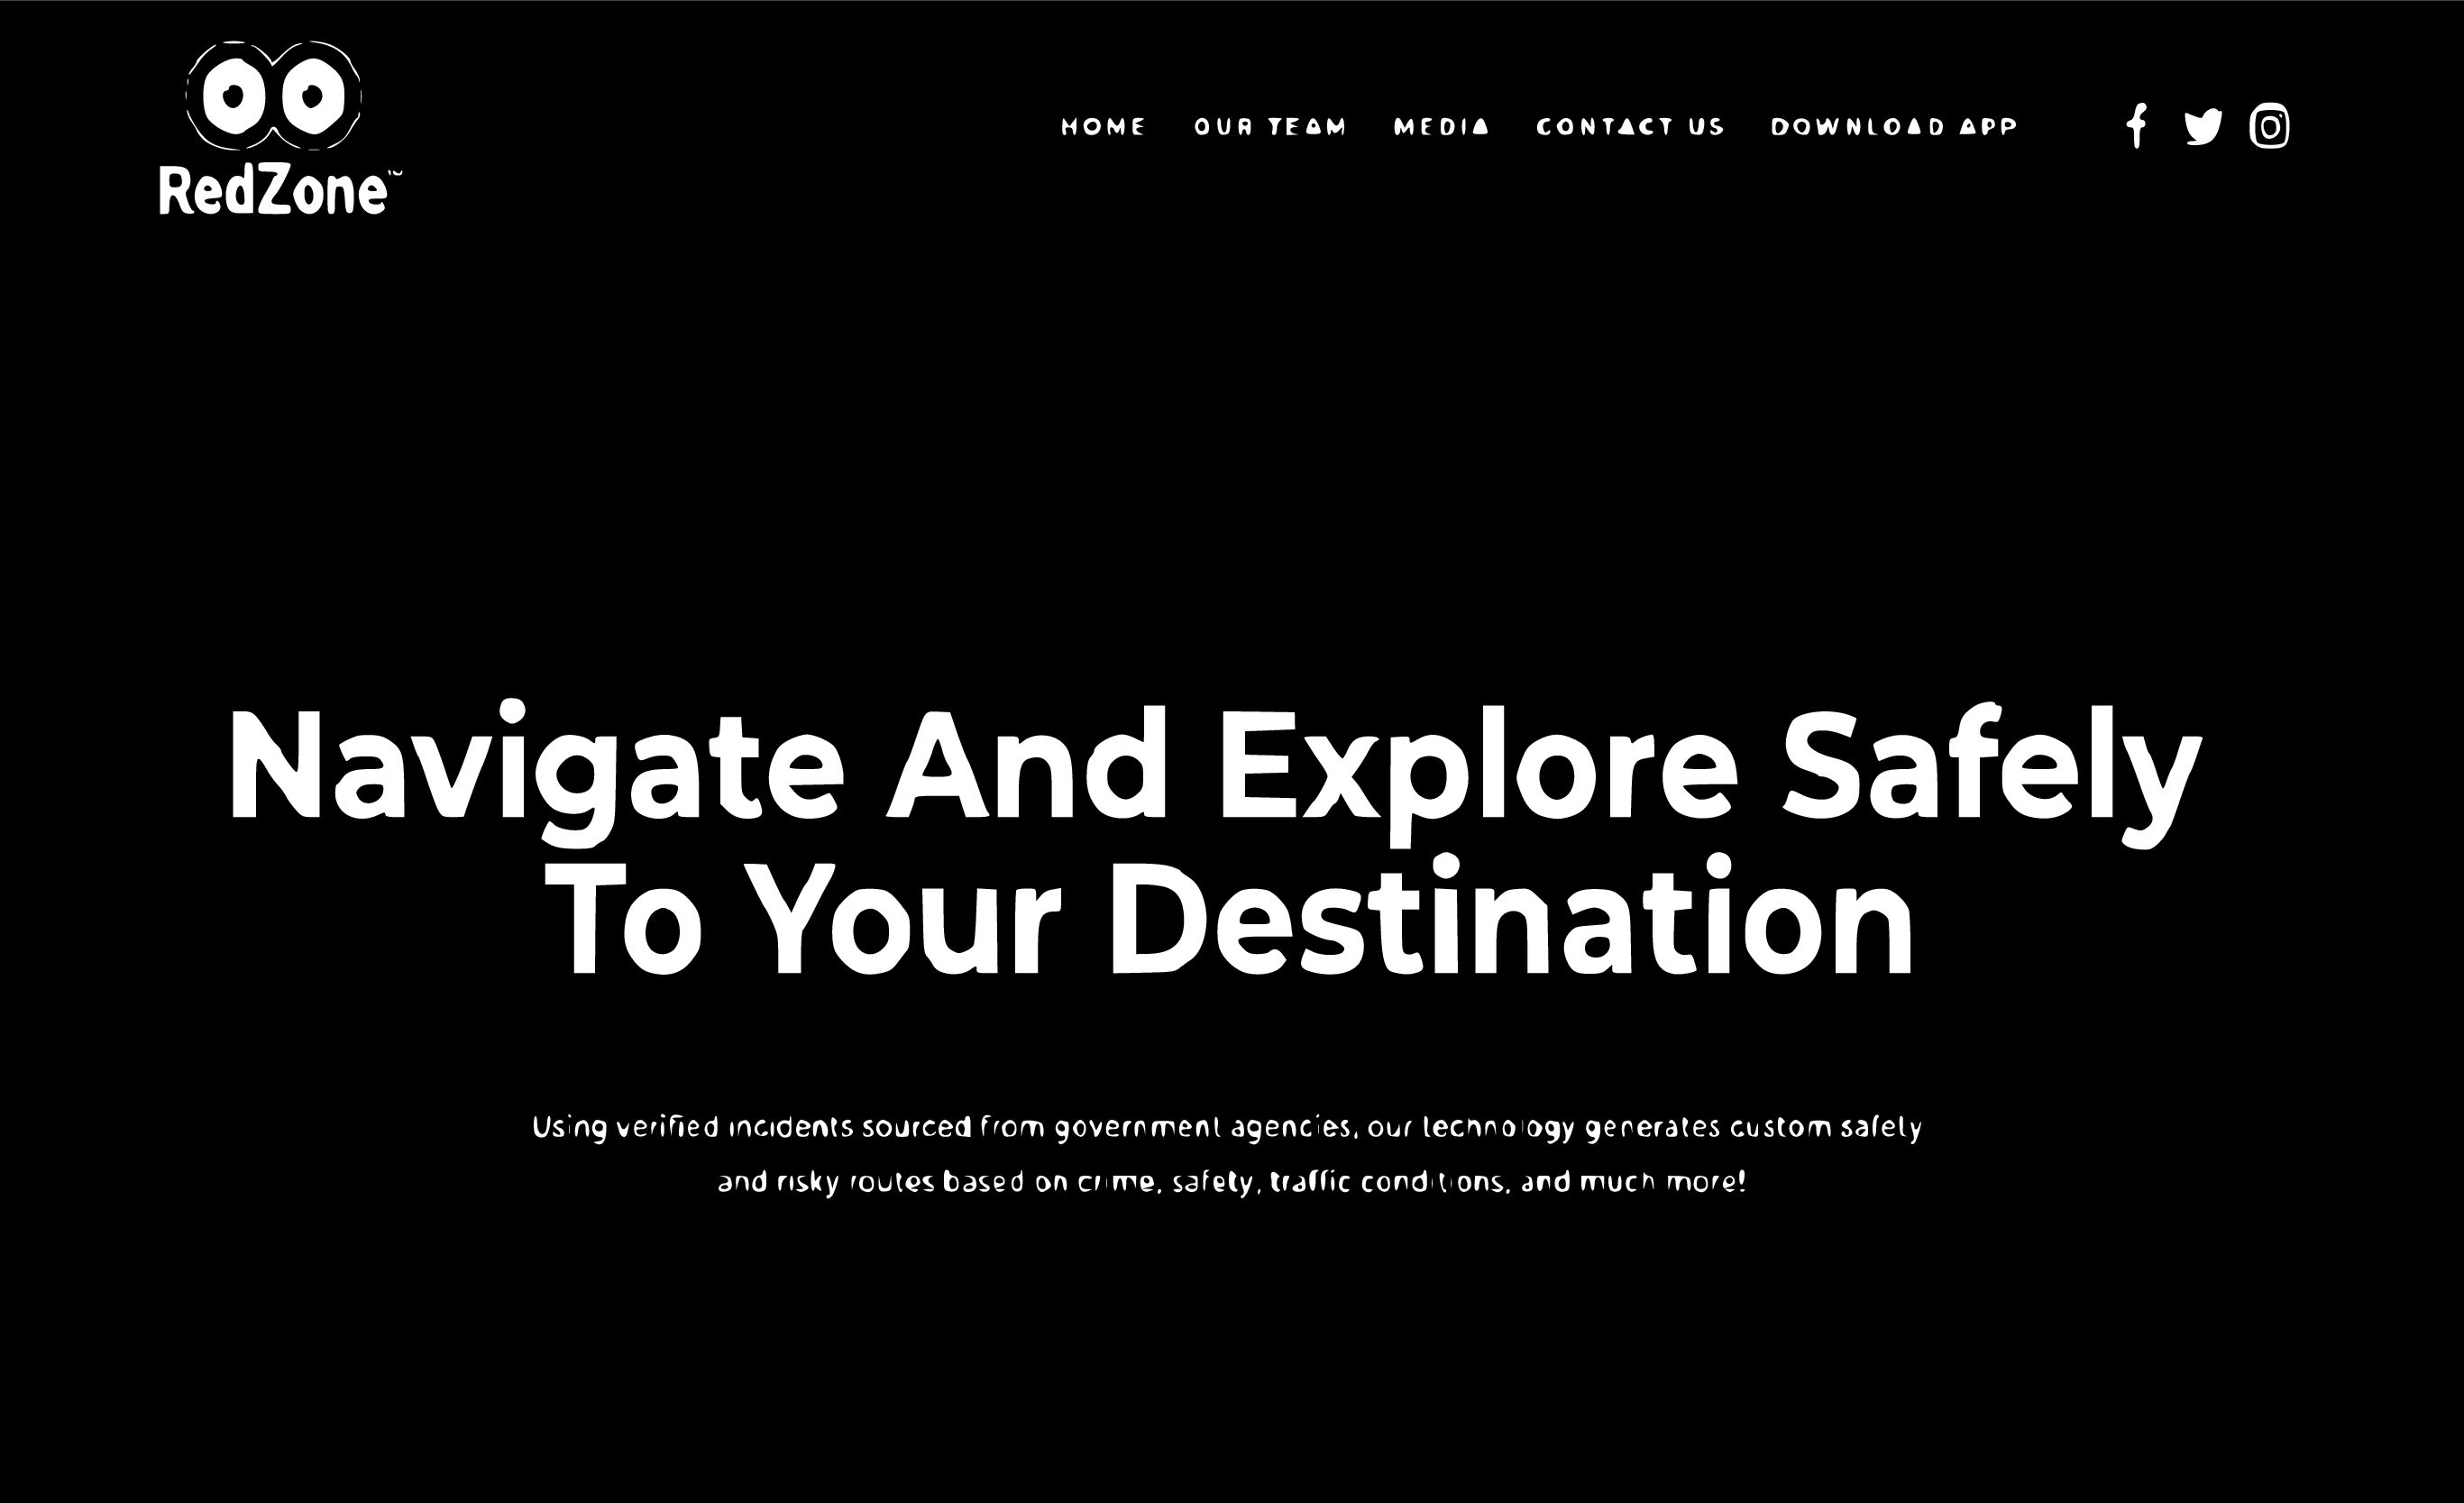 RedZone™
HOME OUR TEAM MEDIA CONTACT US DOWNLOAD APP
Navigate And Explore Safely
To Your Destination
Using verified incidents sourced from government agencies, our technology generates custom safely
and risky routes based on crime, safety, traffic conditions, and much more!